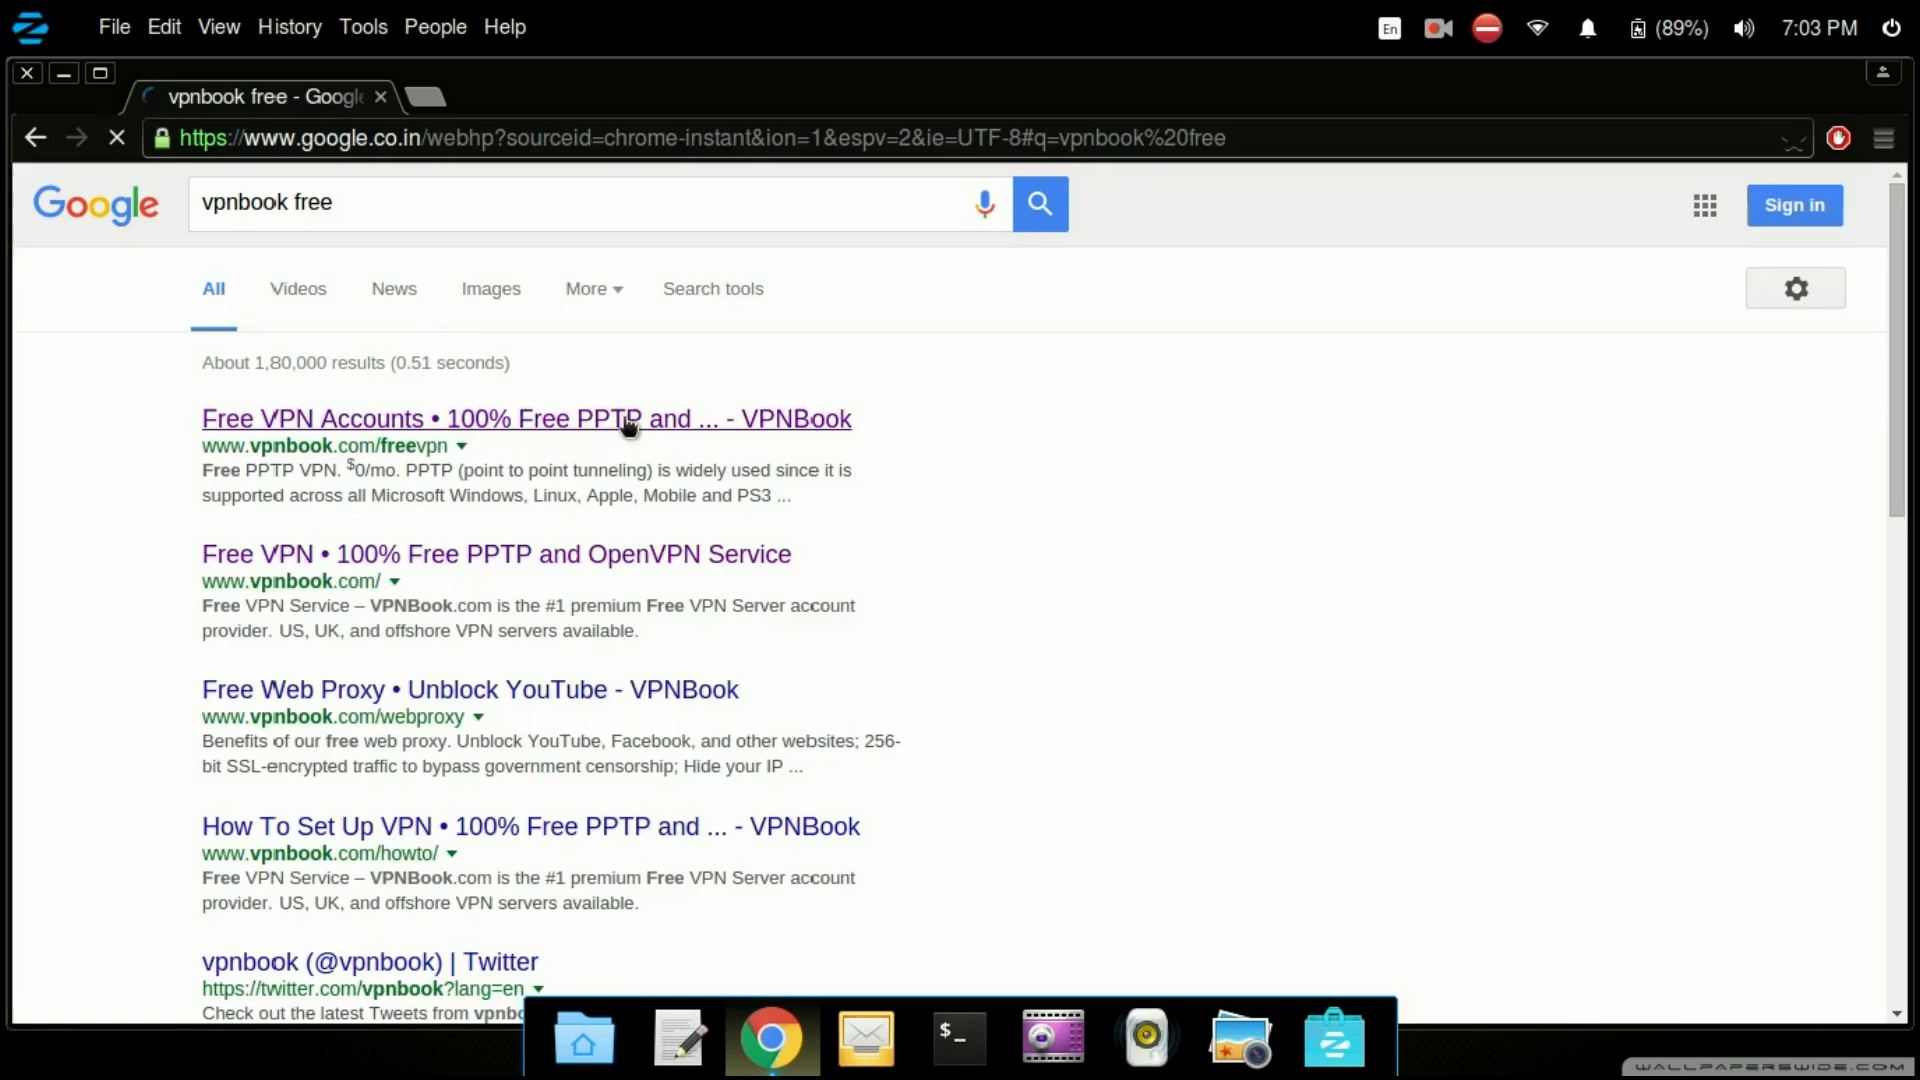 File Edit View History Tools People Help
En (89%) 7:03 PM
vpnbook free - Google
https://www.google.co.in/webhp?sourceid=chrome-instant&ion=1&espv=2&ie=UTF-8#q=vpnbook%20free
Google vpnbook free Sign in
All Videos News Images More Search tools
About 1,80,000 results (0.51 seconds)
Free VPN Accounts • 100% Free PPTP and ... - VPNBook
www.vpnbook.com/freevpn
Free PPTP VPN. $0/mo. PPTP (point to point tunneling) is widely used since it is
supported across all Microsoft Windows, Linux, Apple, Mobile and PS3 ...
Free VPN • 100% Free PPTP and OpenVPN Service
www.vpnbook.com/
Free VPN Service – VPNBook.com is the #1 premium Free VPN Server account
provider. US, UK, and offshore VPN servers available.
Free Web Proxy • Unblock YouTube - VPNBook
www.vpnbook.com/webproxy
Benefits of our free web proxy. Unblock YouTube, Facebook, and other websites; 256-
bit SSL-encrypted traffic to bypass government censorship; Hide your IP ...
How To Set Up VPN • 100% Free PPTP and ... - VPNBook
www.vpnbook.com/howto/
Free VPN Service – VPNBook.com is the #1 premium Free VPN Server account
provider. US, UK, and offshore VPN servers available.
vpnbook (@vpnbook) | Twitter
https://twitter.com/vpnbook?lang=en
Check out the latest Tweets from vpnbo
$_
WALLPAPERSWIDE.COM